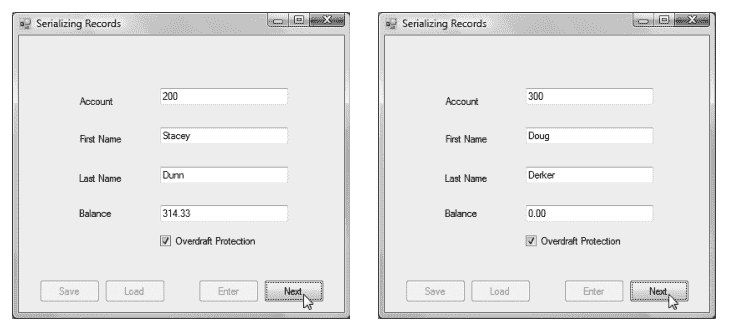 Serializing Records
Account 200
First Name Stacey
Last Name Dunn
Balance 314.33
Overdraft Protection
Save Load Enter Next
Serializing Records
Account 300
First Name Doug
Last Name Derker
Balance 0.00
Overdraft Protection
Save Load Enter Next